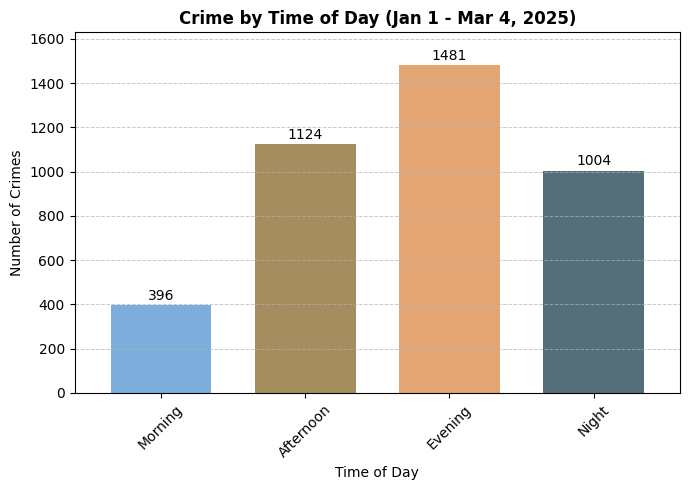 Crime by Time of Day (Jan 1 - Mar 4, 2025)
Number of Crimes
1600
1400
1200
1000
800
600
400
200
0
396
1124
1481
1004
Morning
Afternoon
Evening
Night
Time of Day